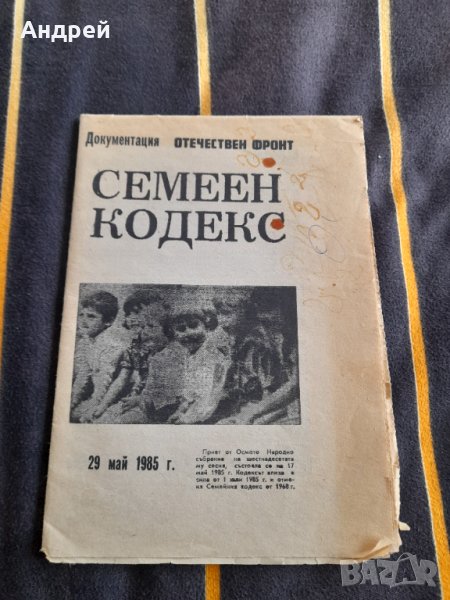 Андрей
Документация ОТЕЧЕСТВЕН ФРОНТ
СЕМЕЕН
КОДЕКС
29 май 1985 г.
Приет от Осмото Народно
събрание на шестнадесетата
му сесия, състояла се на 17
май 1985 г. Кодексът влиза в
сила от 1 юли 1985 г. и отме-
ня Семейния кодекс от 1968 г.
BAZAR